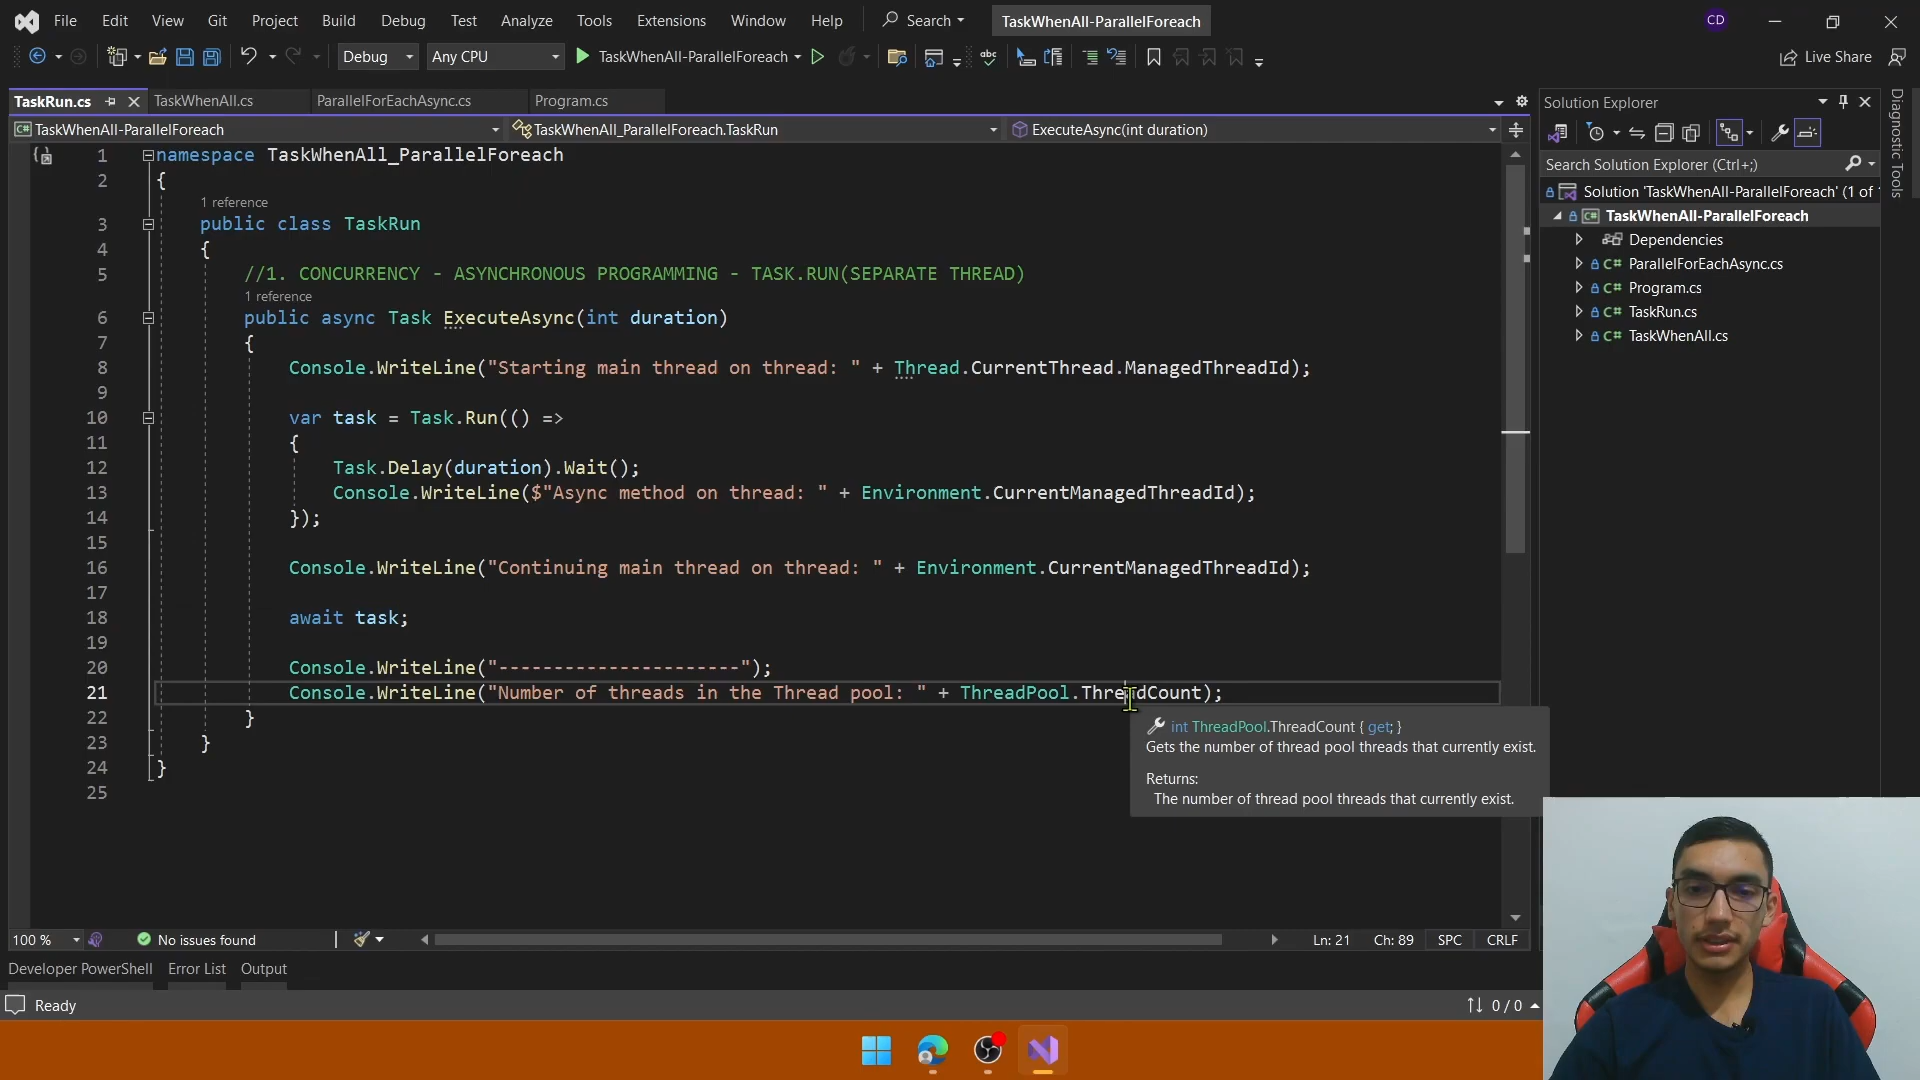 File Edit View Git Project Build Debug Test Analyze Tools Extensions Window Help Search TaskWhenAll-ParallelForeach CD
Debug Any CPU TaskWhenAll-ParallelForeach Live Share
TaskRun.cs TaskWhenAll.cs ParallelForEachAsync.cs Program.cs
TaskWhenAll-ParallelForeach TaskWhenAll_ParallelForeach.TaskRun ExecuteAsync(int duration)
1 namespace TaskWhenAll_ParallelForeach
2 {
1 reference
3 public class TaskRun
4 {
5 //1. CONCURRENCY - ASYNCHRONOUS PROGRAMMING - TASK.RUN(SEPARATE THREAD)
1 reference
6 public async Task ExecuteAsync(int duration)
7 {
8 Console.WriteLine("Starting main thread on thread: " + Thread.CurrentThread.ManagedThreadId);
9
10 var task = Task.Run(() =>
11 {
12 Task.Delay(duration).Wait();
13 Console.WriteLine($"Async method on thread: " + Environment.CurrentManagedThreadId);
14 });
15
16 Console.WriteLine("Continuing main thread on thread: " + Environment.CurrentManagedThreadId);
17
18 await task;
19
20 Console.WriteLine("----------------------");
21 Console.WriteLine("Number of threads in the Thread pool: " + ThreadPool.ThreadCount);
22 }
23 }
24 }
25
int ThreadPool.ThreadCount { get; }
Gets the number of thread pool threads that currently exist.
Returns:
The number of thread pool threads that currently exist.
100 % No issues found Ln: 21 Ch: 89 SPC CRLF
Developer PowerShell Error List Output
Ready 0 / 0
Solution Explorer
Search Solution Explorer (Ctrl+;)
Solution 'TaskWhenAll-ParallelForeach' (1 of
TaskWhenAll-ParallelForeach
Dependencies
ParallelForEachAsync.cs
Program.cs
TaskRun.cs
TaskWhenAll.cs
Diagnostic Tools